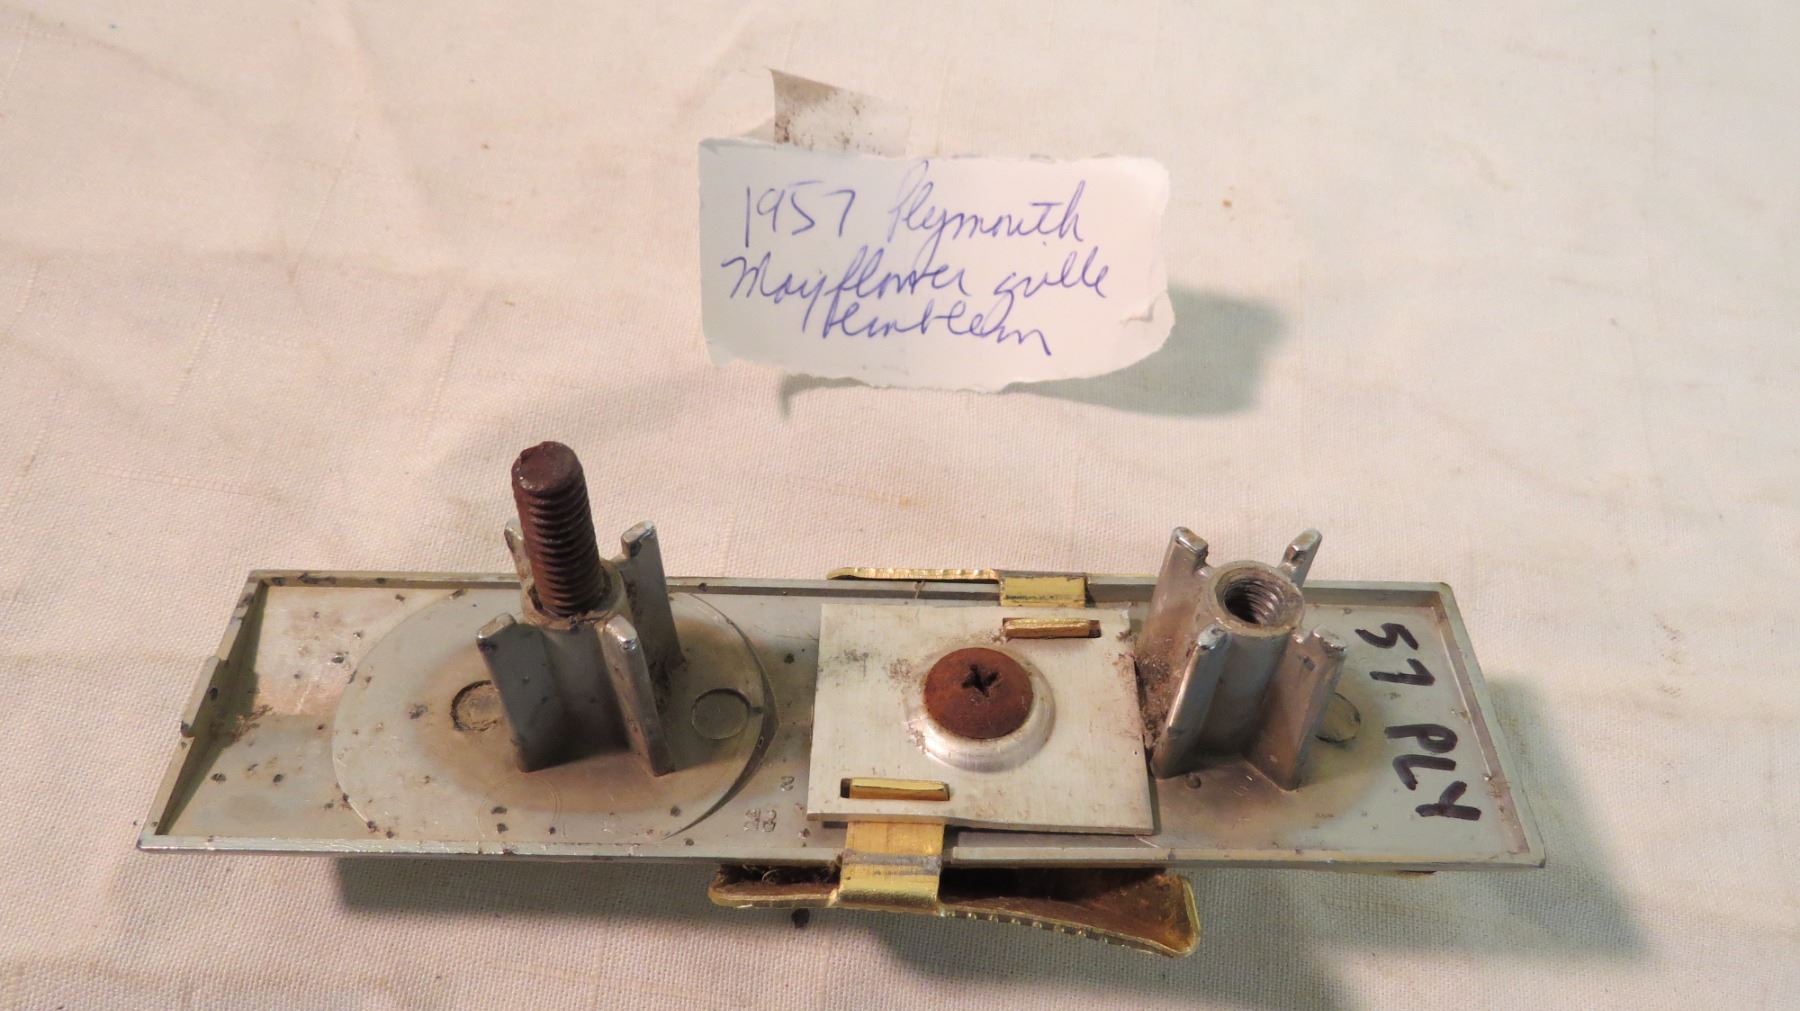 1957 Plymouth
Mayflower grille
emblem
57 PLY